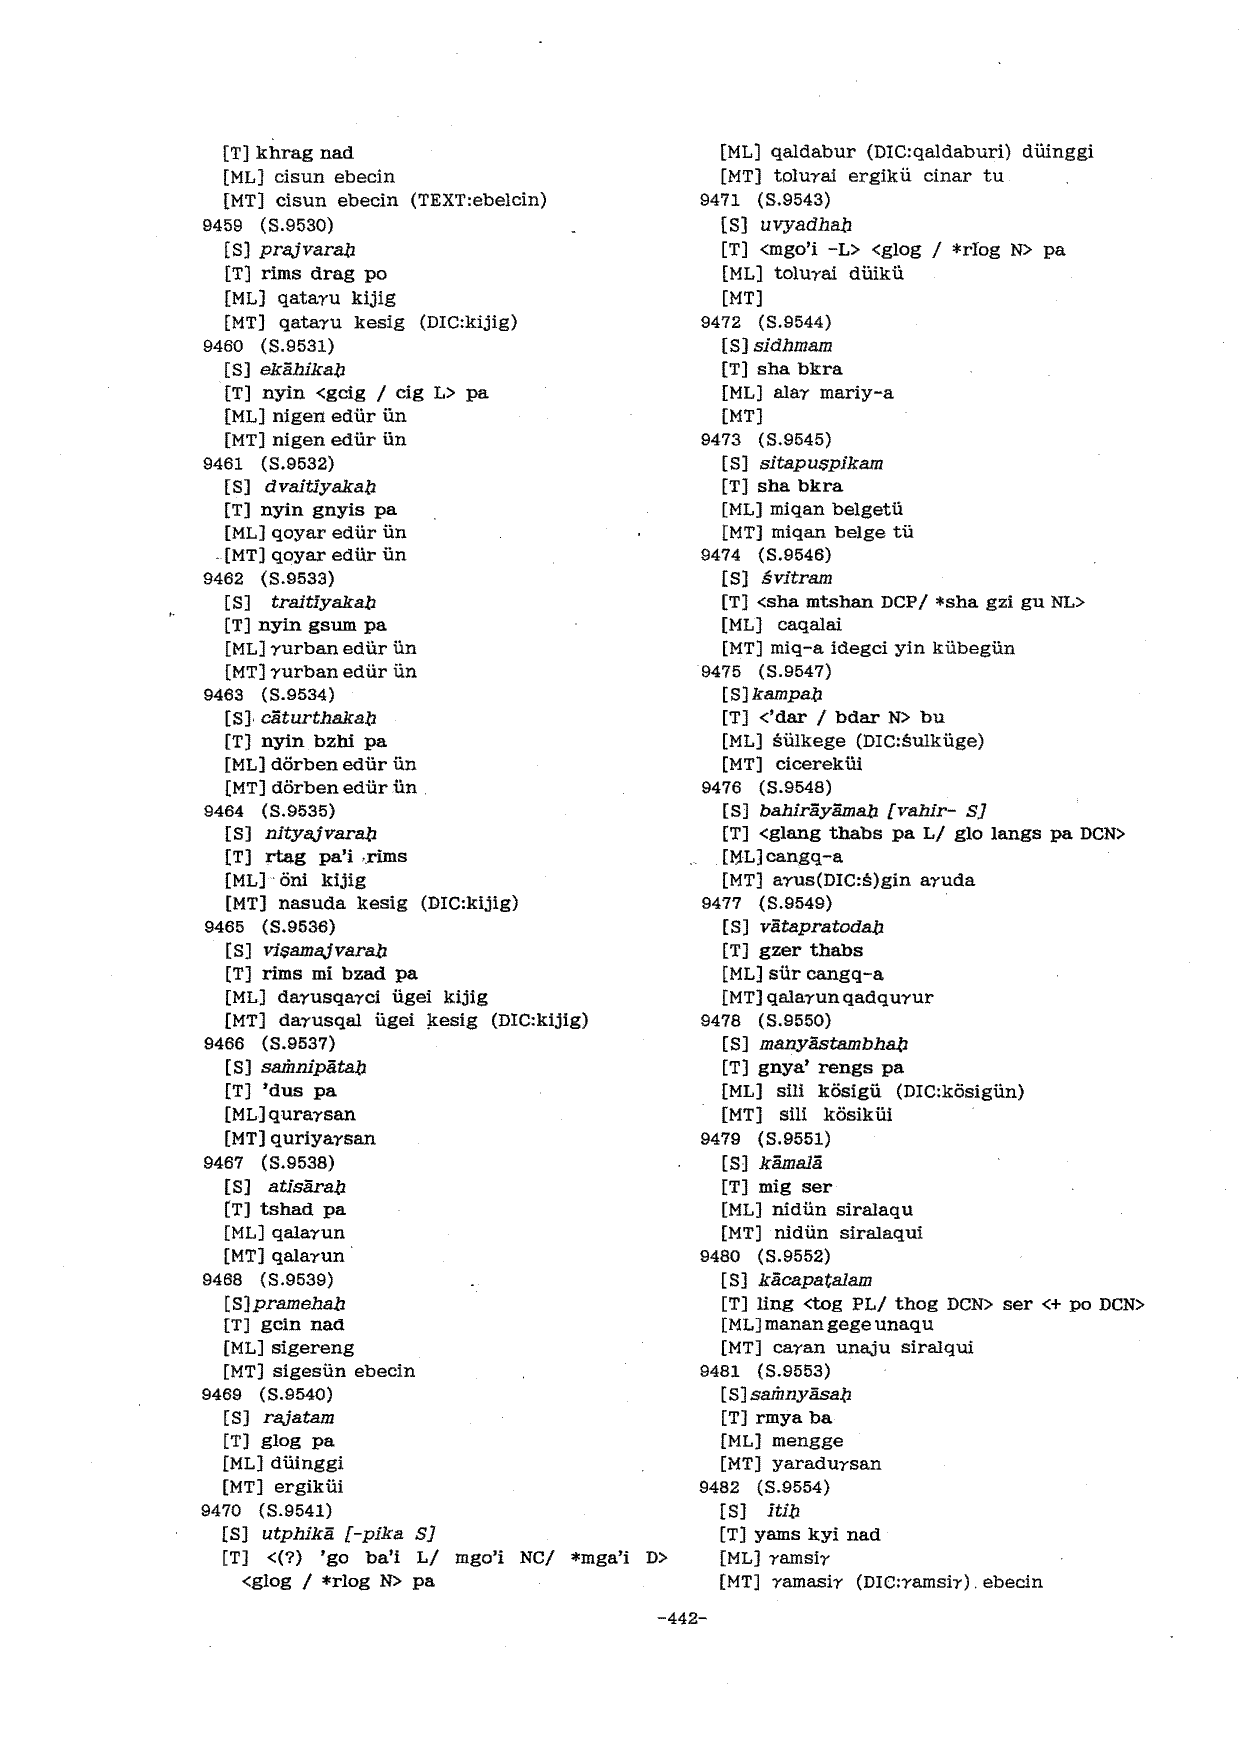 [T] khrag nad
[ML] cisun ebecin
[MT] cisun ebecin (TEXT:ebelcin)
9459 (S.9530)
[S] prajvaraḥ
[T] rims drag po
[ML] qataγu kijig
[MT] qataγu kesig (DIC:kijig)
9460 (S.9531)
[S] ekāhikaḥ
[T] nyin <gcig / cig L> pa
[ML] nigen edür ün
[MT] nigen edür ün
9461 (S.9532)
[S] dvaitīyakaḥ
[T] nyin gnyis pa
[ML] qoyar edür ün
[MT] qoyar edür ün
9462 (S.9533)
[S] traitīyakaḥ
[T] nyin gsum pa
[ML] γurban edür ün
[MT] γurban edür ün
9463 (S.9534)
[S] cāturthakaḥ
[T] nyin bzhi pa
[ML] dörben edür ün
[MT] dörben edür ün
9464 (S.9535)
[S] nityajvaraḥ
[T] rtag pa'i rims
[ML] öni kijig
[MT] nasuda kesig (DIC:kijig)
9465 (S.9536)
[S] viṣamajvaraḥ
[T] rims mi bzad pa
[ML] daγusqaγci ügei kijig
[MT] daγusqal ügei kesig (DIC:kijig)
9466 (S.9537)
[S] saṁnipātaḥ
[T] 'dus pa
[ML] quraγsan
[MT] quriyaγsan
9467 (S.9538)
[S] atisāraḥ
[T] tshad pa
[ML] qalaγun
[MT] qalaγun
9468 (S.9539)
[S] pramehaḥ
[T] gcin nad
[ML] sigereng
[MT] sigesün ebecin
9469 (S.9540)
[S] rajatam
[T] glog pa
[ML] düinggi
[MT] ergiküi
9470 (S.9541)
[S] utphikā [-pika S]
[T] <(?) 'go ba'i L/ mgo'i NC/ *mga'i D>
<glog / *rlog N> pa
[ML] qaldabur (DIC:qaldaburi) düinggi
[MT] toluγai ergikü cinar tu
9471 (S.9543)
[S] uvyadhaḥ
[T] <mgo'i -L> <glog / *rlog N> pa
[ML] toluγai düikü
[MT]
9472 (S.9544)
[S] sidhmam
[T] sha bkra
[ML] alaγ mariy-a
[MT]
9473 (S.9545)
[S] sitapuṣpikam
[T] sha bkra
[ML] miqan belgetü
[MT] miqan belge tü
9474 (S.9546)
[S] śvitram
[T] <sha mtshan DCP/ *sha gzi gu NL>
[ML] caqalai
[MT] miq-a idegci yin kübegün
9475 (S.9547)
[S] kampaḥ
[T] <'dar / bdar N> bu
[ML] śülkege (DIC:śulküge)
[MT] cicereküi
9476 (S.9548)
[S] bahirāyāmaḥ [vahir- S]
[T] <glang thabs pa L/ glo langs pa DCN>
[ML] cangq-a
[MT] aγus(DIC:ś)gin aγuda
9477 (S.9549)
[S] vātapratodaḥ
[T] gzer thabs
[ML] sür cangq-a
[MT] qalaγun qadquγur
9478 (S.9550)
[S] manyāstambhaḥ
[T] gnya' rengs pa
[ML] sili kösigü (DIC:kösigün)
[MT] sili kösiküi
9479 (S.9551)
[S] kāmalā
[T] mig ser
[ML] nidün siralaqu
[MT] nidün siralaqui
9480 (S.9552)
[S] kācapaṭalam
[T] ling <tog PL/ thog DCN> ser <+ po DCN>
[ML] manan gege unaqu
[MT] caγan unaju siralqui
9481 (S.9553)
[S] saṁnyāsaḥ
[T] rmya ba
[ML] mengge
[MT] yaraduγsan
9482 (S.9554)
[S] ītiḥ
[T] yams kyi nad
[ML] γamsiγ
[MT] γamasiγ (DIC:γamsiγ) ebecin
-442-